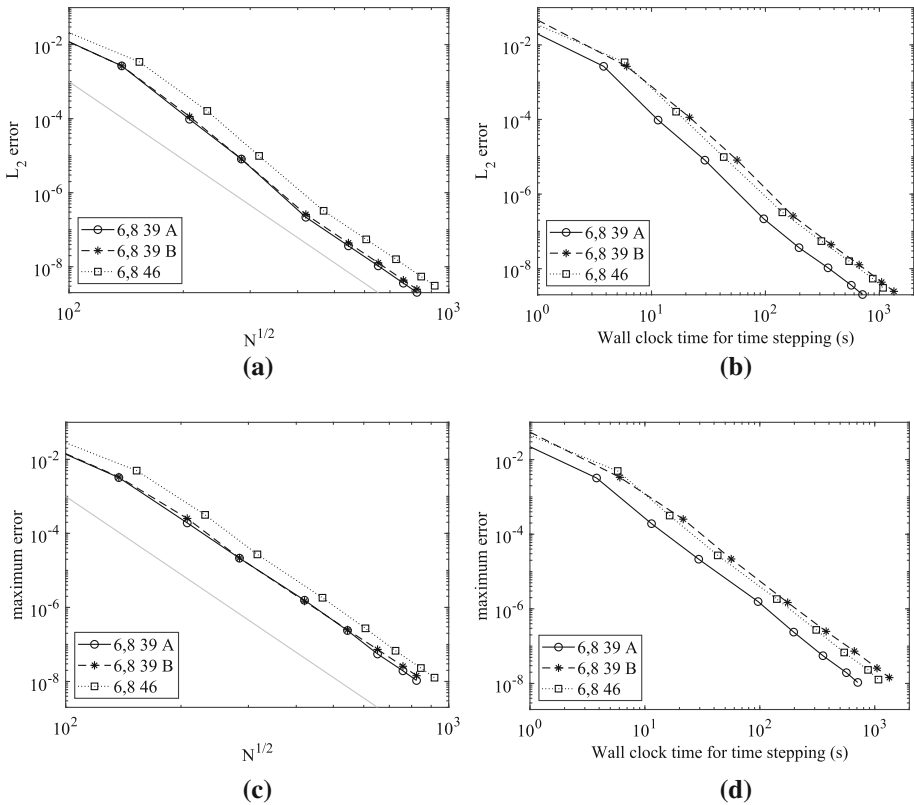 10^-2
10^-4
10^-6
10^-8
L_2 error
6,8 39 A
6,8 39 B
6,8 46
10^2
10^3
N^1/2
(a)
10^-2
10^-4
10^-6
10^-8
L_2 error
6,8 39 A
6,8 39 B
6,8 46
10^0
10^1
10^2
10^3
Wall clock time for time stepping (s)
(b)
10^-2
10^-4
10^-6
10^-8
maximum error
6,8 39 A
6,8 39 B
6,8 46
10^2
10^3
N^1/2
(c)
10^-2
10^-4
10^-6
10^-8
maximum error
6,8 39 A
6,8 39 B
6,8 46
10^0
10^1
10^2
10^3
Wall clock time for time stepping (s)
(d)